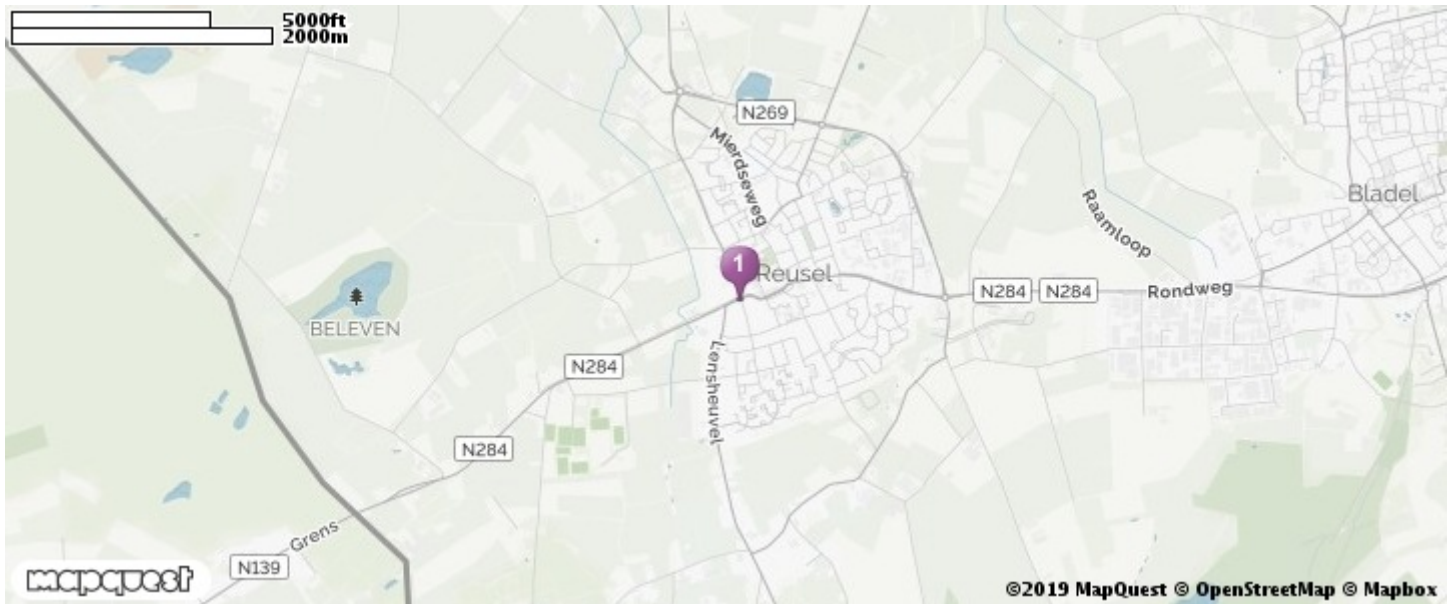 5000ft
2000m
N269
Mierdseweg
Bladel
Raamloop
1
Reusel
N284
N284
Rondweg
BELEVEN
N284
Lensheuvel
N284
Grens
N139
mapquest
©2019 MapQuest © OpenStreetMap © Mapbox